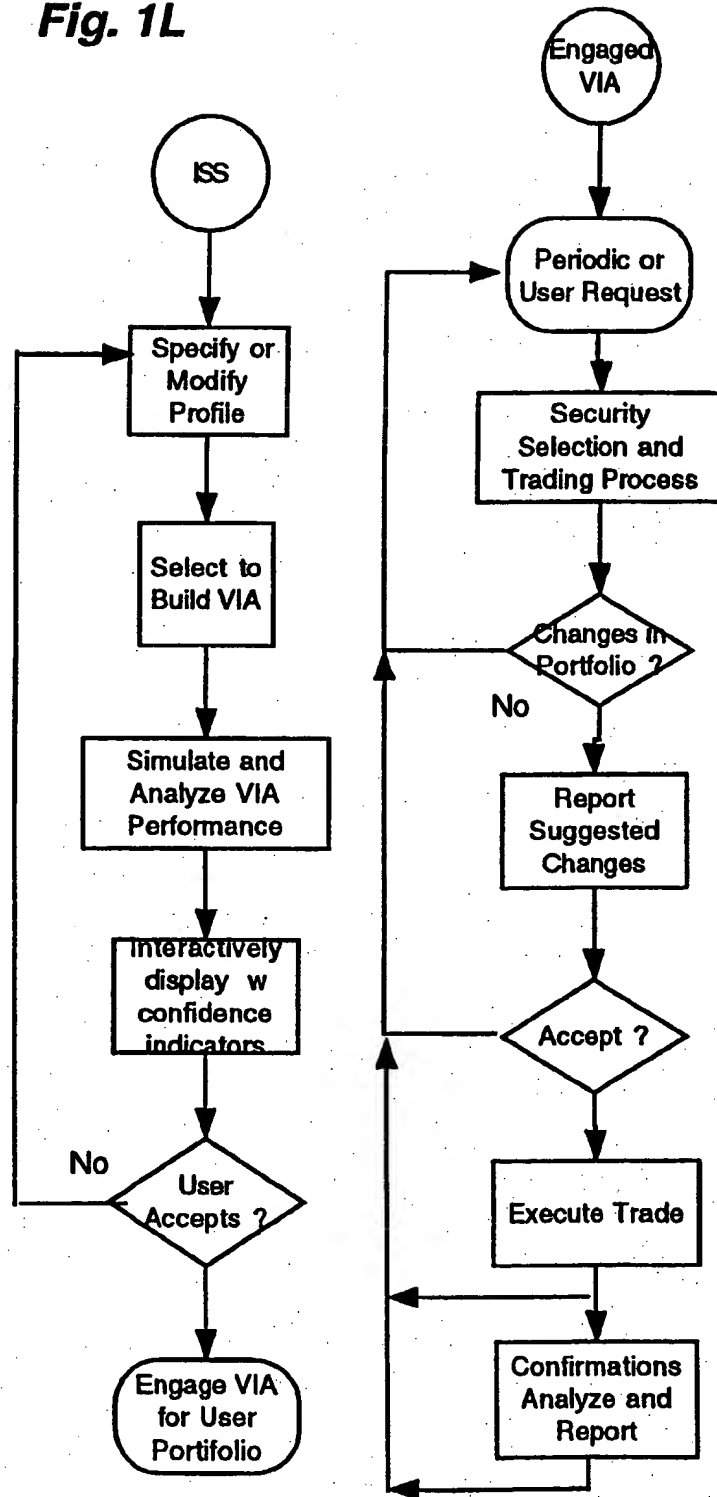 Fig. 1L
ISS
Specify or
Modify
Profile
Select to
Build VIA
Simulate and
Analyze VIA
Performance
Interactively
display w
confidence
indicators
No
User
Accepts ?
Engage VIA
for User
Portifolio
Engaged
VIA
Periodic or
User Request
Security
Selection and
Trading Process
Changes in
Portfolio ?
No
Report
Suggested
Changes
Accept ?
Execute Trade
Confirmations
Analyze and
Report